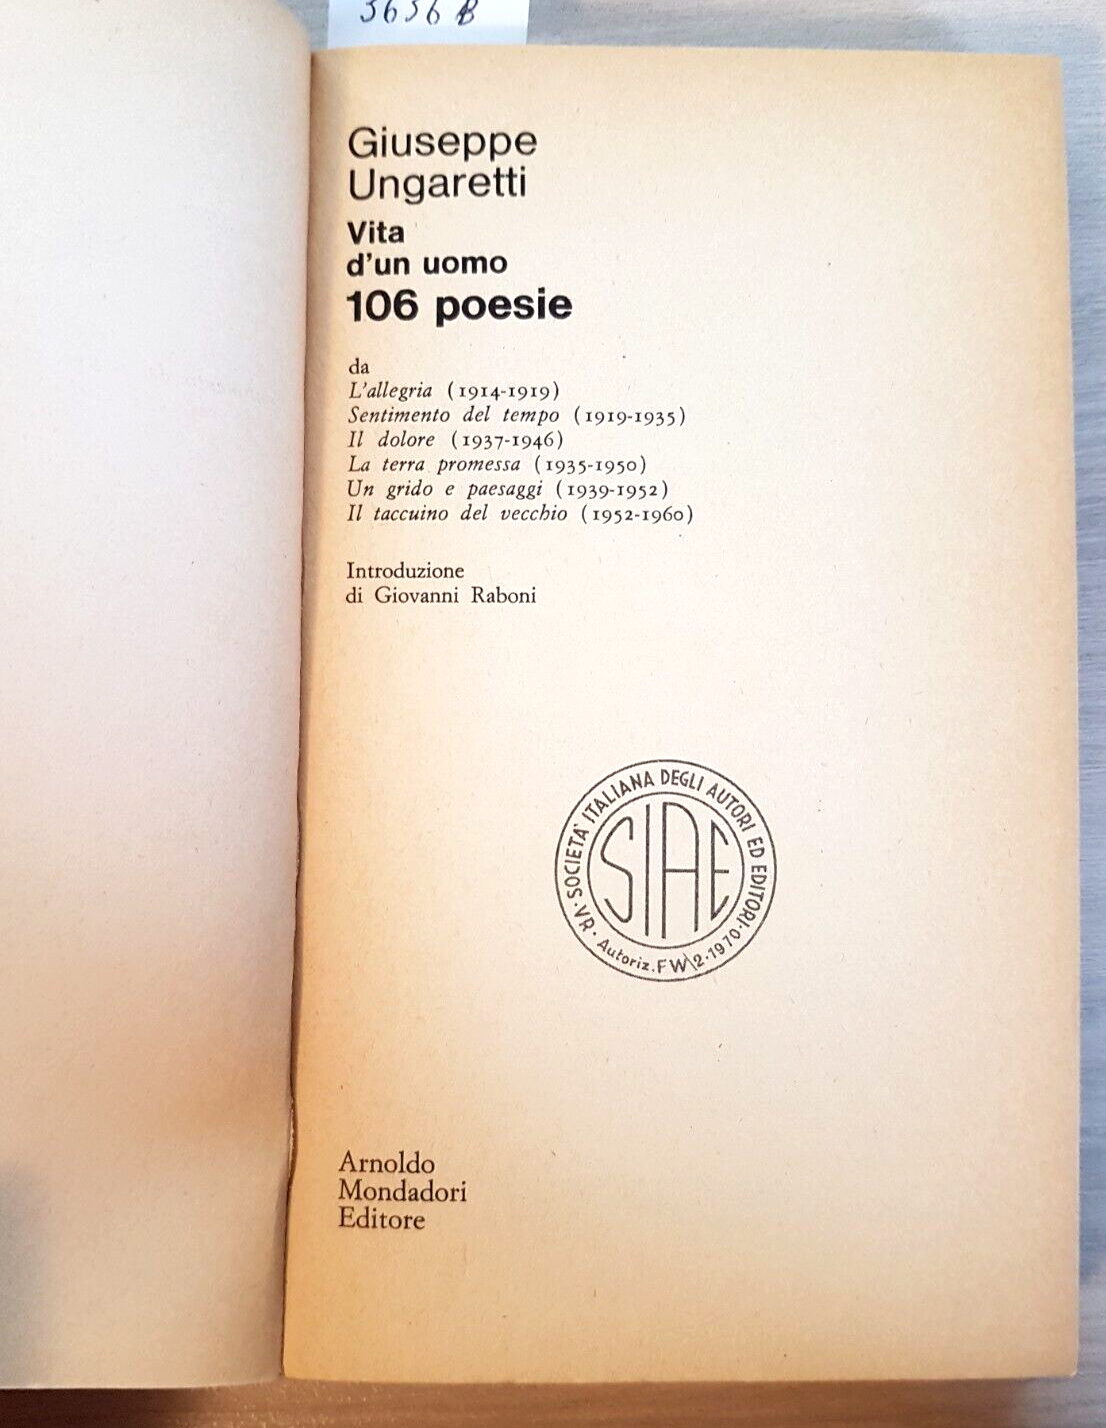 3636 B
Giuseppe
Ungaretti
Vita
d'un uomo
106 poesie
da
L'allegria (1914-1919)
Sentimento del tempo (1919-1935)
Il dolore (1937-1946)
La terra promessa (1935-1950)
Un grido e paesaggi (1939-1952)
Il taccuino del vecchio (1952-1960)
Introduzione
di Giovanni Raboni
SOCIETA' ITALIANA DEGLI AUTORI ED EDITORI
SIAE
VR · Autoriz. FW\2·1970
Arnoldo
Mondadori
Editore